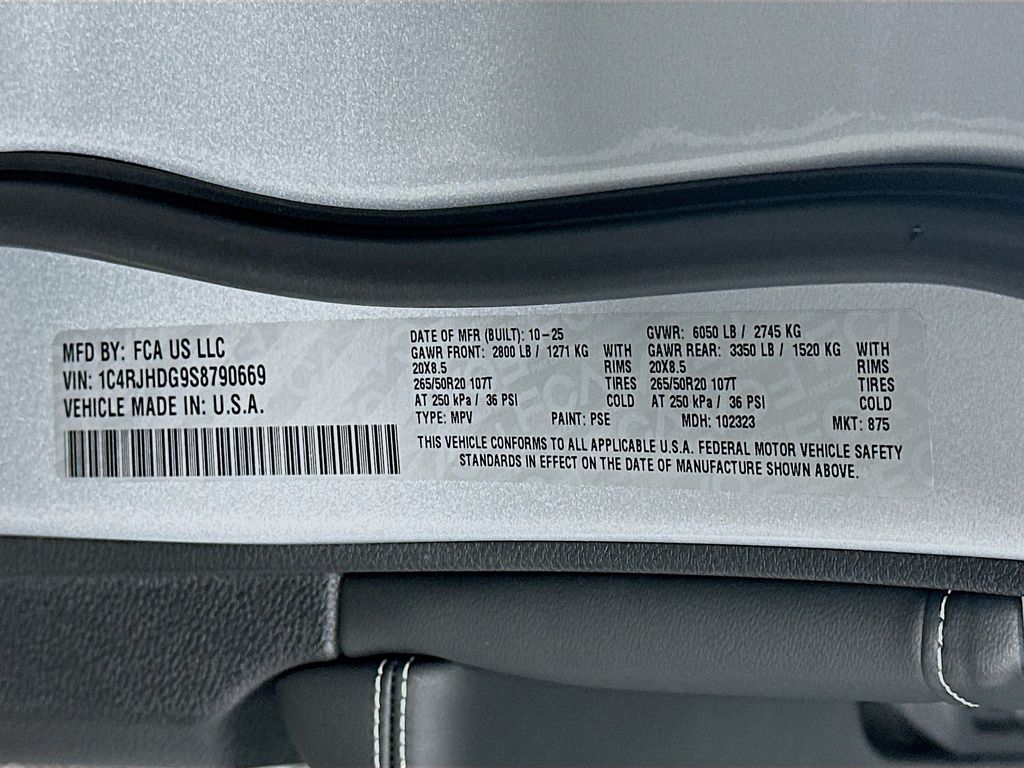 MFD BY: FCA US LLC
VIN: 1C4RJHDG9S8790669
VEHICLE MADE IN: U.S.A.
DATE OF MFR (BUILT): 10-25 GVWR: 6050 LB / 2745 KG
GAWR FRONT: 2800 LB / 1271 KG WITH GAWR REAR: 3350 LB / 1520 KG WITH
20X8.5 RIMS 20X8.5 RIMS
265/50R20 107T TIRES 265/50R20 107T TIRES
AT 250 kPa / 36 PSI COLD AT 250 kPa / 36 PSI COLD
TYPE: MPV PAINT: PSE MDH: 102323 MKT: 875
THIS VEHICLE CONFORMS TO ALL APPLICABLE U.S.A. FEDERAL MOTOR VEHICLE SAFETY
STANDARDS IN EFFECT ON THE DATE OF MANUFACTURE SHOWN ABOVE.